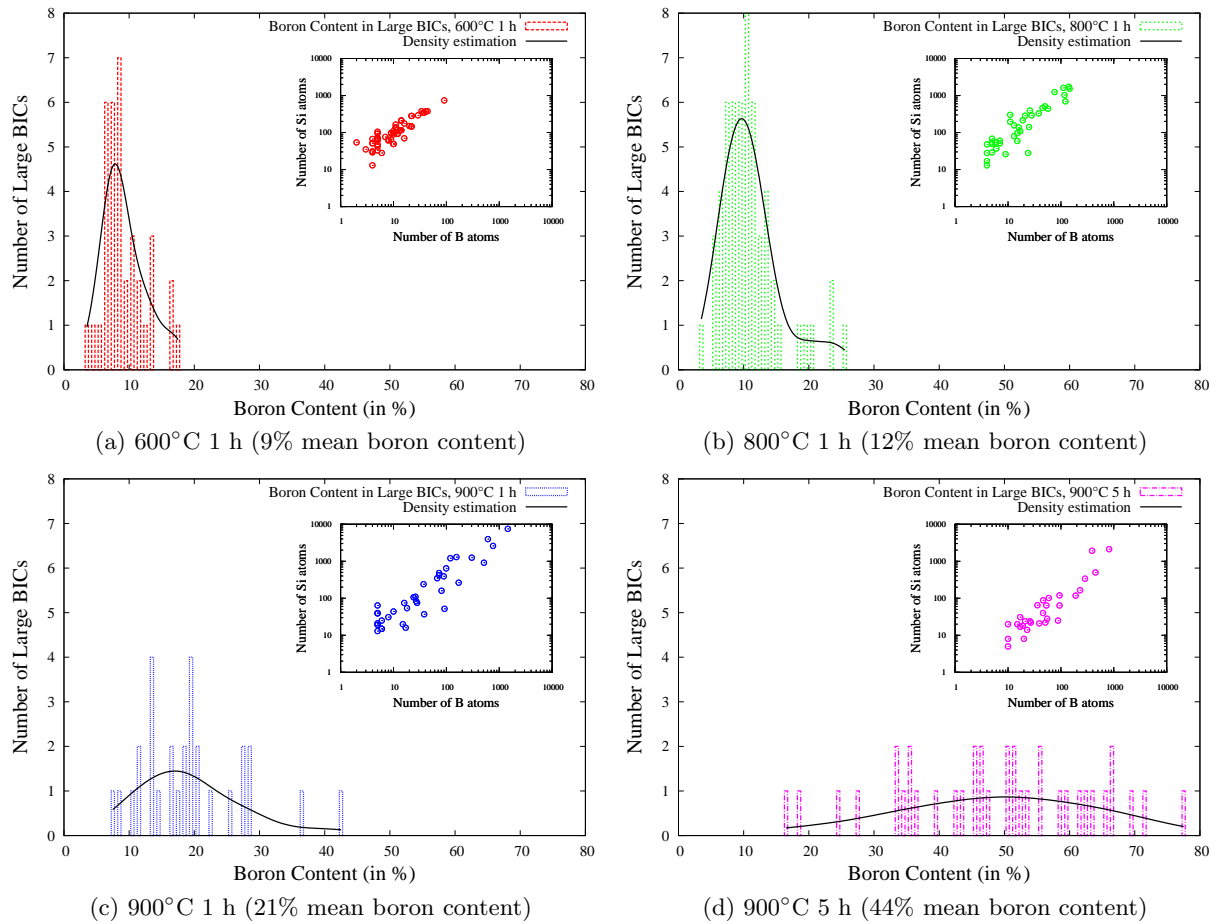 Boron Content in Large BICs, 600°C 1 h
Density estimation
Number of Large BICs
8
7
6
5
4
3
2
1
0
0 10 20 30 40 50 60 70 80
Boron Content (in %)
Number of Si atoms
10000
1000
100
10
1
1 10 100 1000 10000
Number of B atoms
(a) 600°C 1 h (9% mean boron content)
Boron Content in Large BICs, 800°C 1 h
Density estimation
Number of Large BICs
8
7
6
5
4
3
2
1
0
0 10 20 30 40 50 60 70 80
Boron Content (in %)
Number of Si atoms
10000
1000
100
10
1
1 10 100 1000 10000
Number of B atoms
(b) 800°C 1 h (12% mean boron content)
Boron Content in Large BICs, 900°C 1 h
Density estimation
Number of Large BICs
8
7
6
5
4
3
2
1
0
0 10 20 30 40 50 60 70 80
Boron Content (in %)
Number of Si atoms
10000
1000
100
10
1
1 10 100 1000 10000
Number of B atoms
(c) 900°C 1 h (21% mean boron content)
Boron Content in Large BICs, 900°C 5 h
Density estimation
Number of Large BICs
8
7
6
5
4
3
2
1
0
0 10 20 30 40 50 60 70 80
Boron Content (in %)
Number of Si atoms
10000
1000
100
10
1
1 10 100 1000 10000
Number of B atoms
(d) 900°C 5 h (44% mean boron content)